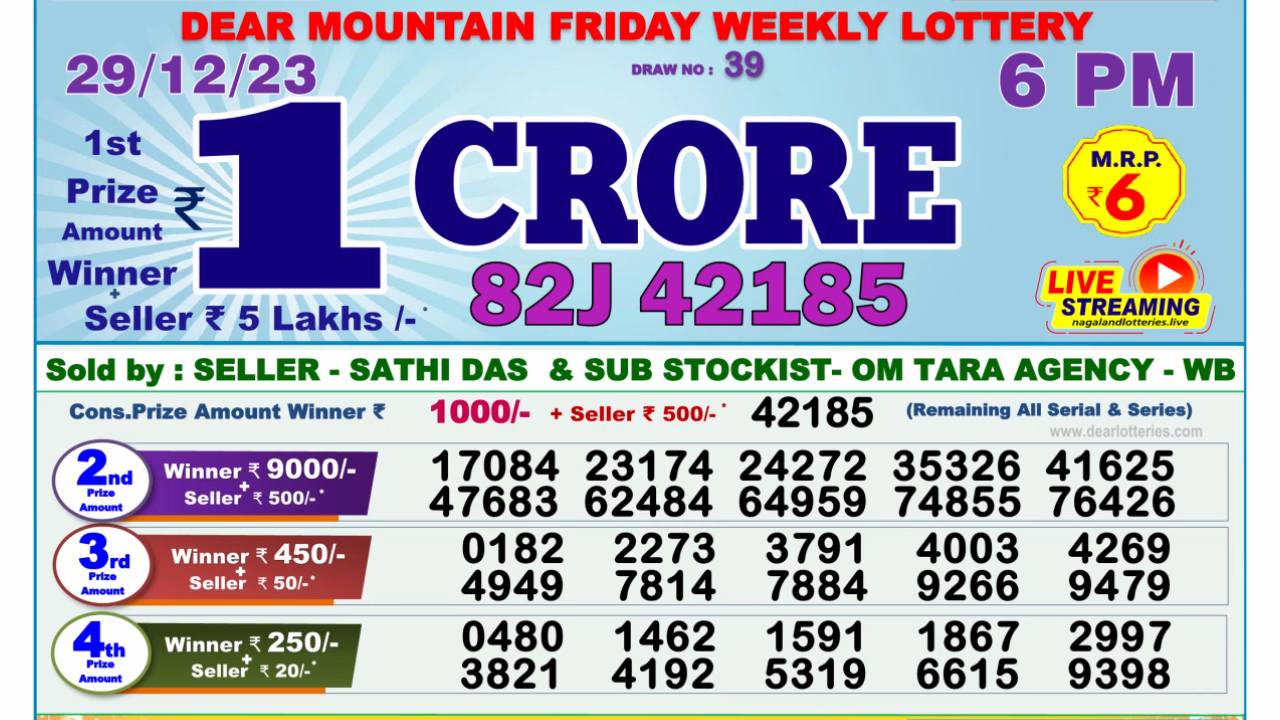 DEAR MOUNTAIN FRIDAY WEEKLY LOTTERY
29/12/23 DRAW NO : 39 6 PM
1st Prize Amount ₹ 1 CRORE
M.R.P. ₹6
Winner
+
Seller ₹ 5 Lakhs /-*
82J 42185
LIVE STREAMING
nagalandlotteries.live
Sold by : SELLER - SATHI DAS & SUB STOCKIST- OM TARA AGENCY - WB
Cons.Prize Amount Winner ₹ 1000/- + Seller ₹ 500/-* 42185 (Remaining All Serial & Series)
www.dearlotteries.com
2nd Prize Amount
Winner ₹ 9000/-
+
Seller ₹ 500/-*
17084 23174 24272 35326 41625
47683 62484 64959 74855 76426
3rd Prize Amount
Winner ₹ 450/-
+
Seller ₹ 50/-*
0182 2273 3791 4003 4269
4949 7814 7884 9266 9479
4th Prize Amount
Winner ₹ 250/-
+
Seller ₹ 20/-*
0480 1462 1591 1867 2997
3821 4192 5319 6615 9398